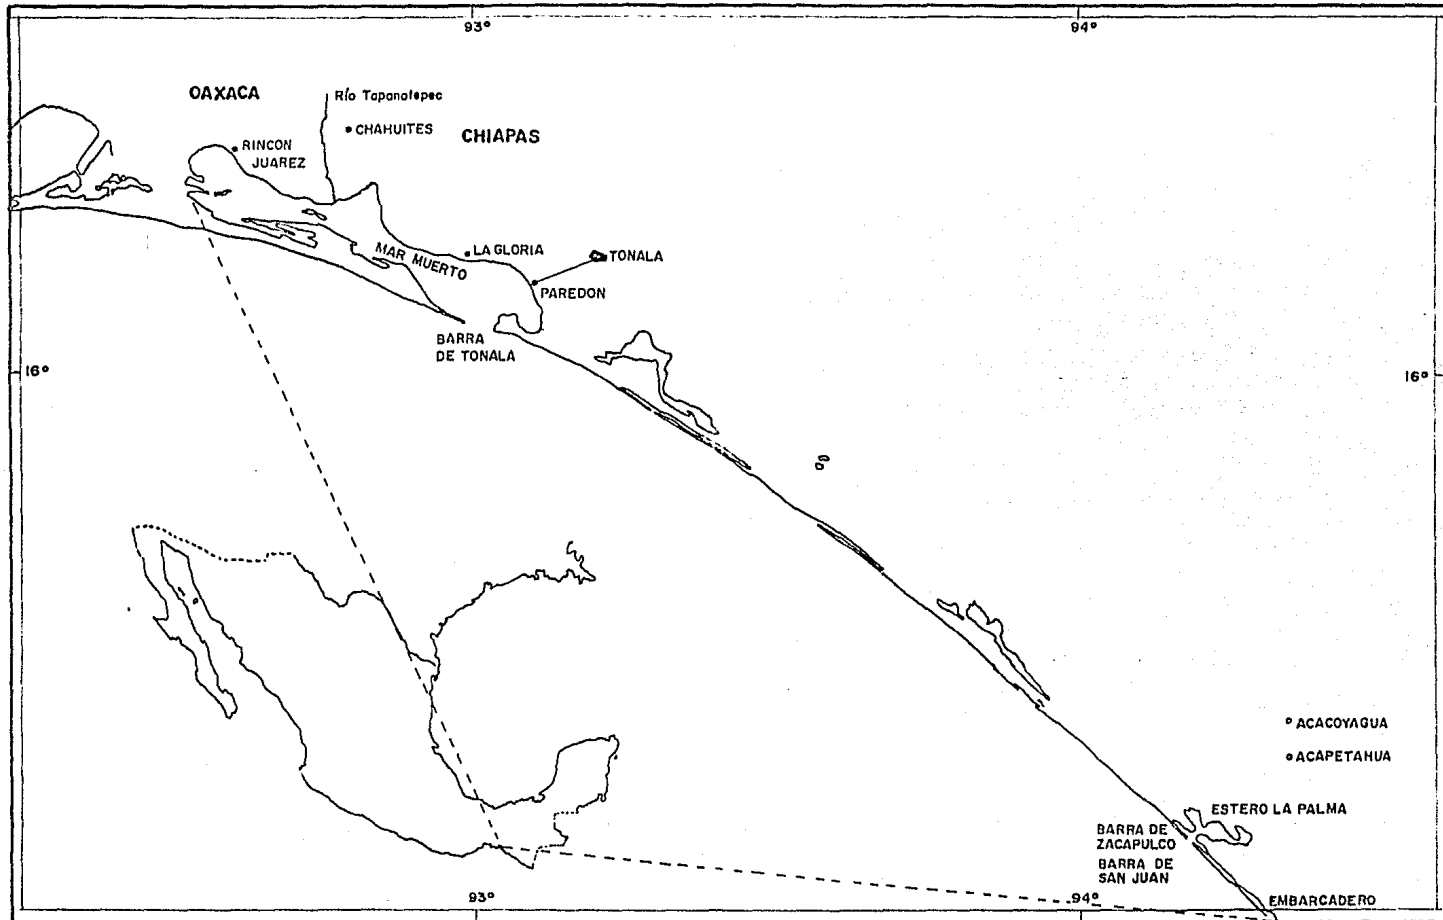 93°
94°
OAXACA
Río Tapanatepec
CHAHUITES
CHIAPAS
RINCON
JUAREZ
MAR MUERTO
LA GLORIA
TONALA
PAREDON
BARRA
DE TONALA
16°
16°
ACACOYAGUA
ACAPETAHUA
ESTERO LA PALMA
BARRA DE
ZACAPULCO
BARRA DE
SAN JUAN
EMBARCADERO
93°
94°